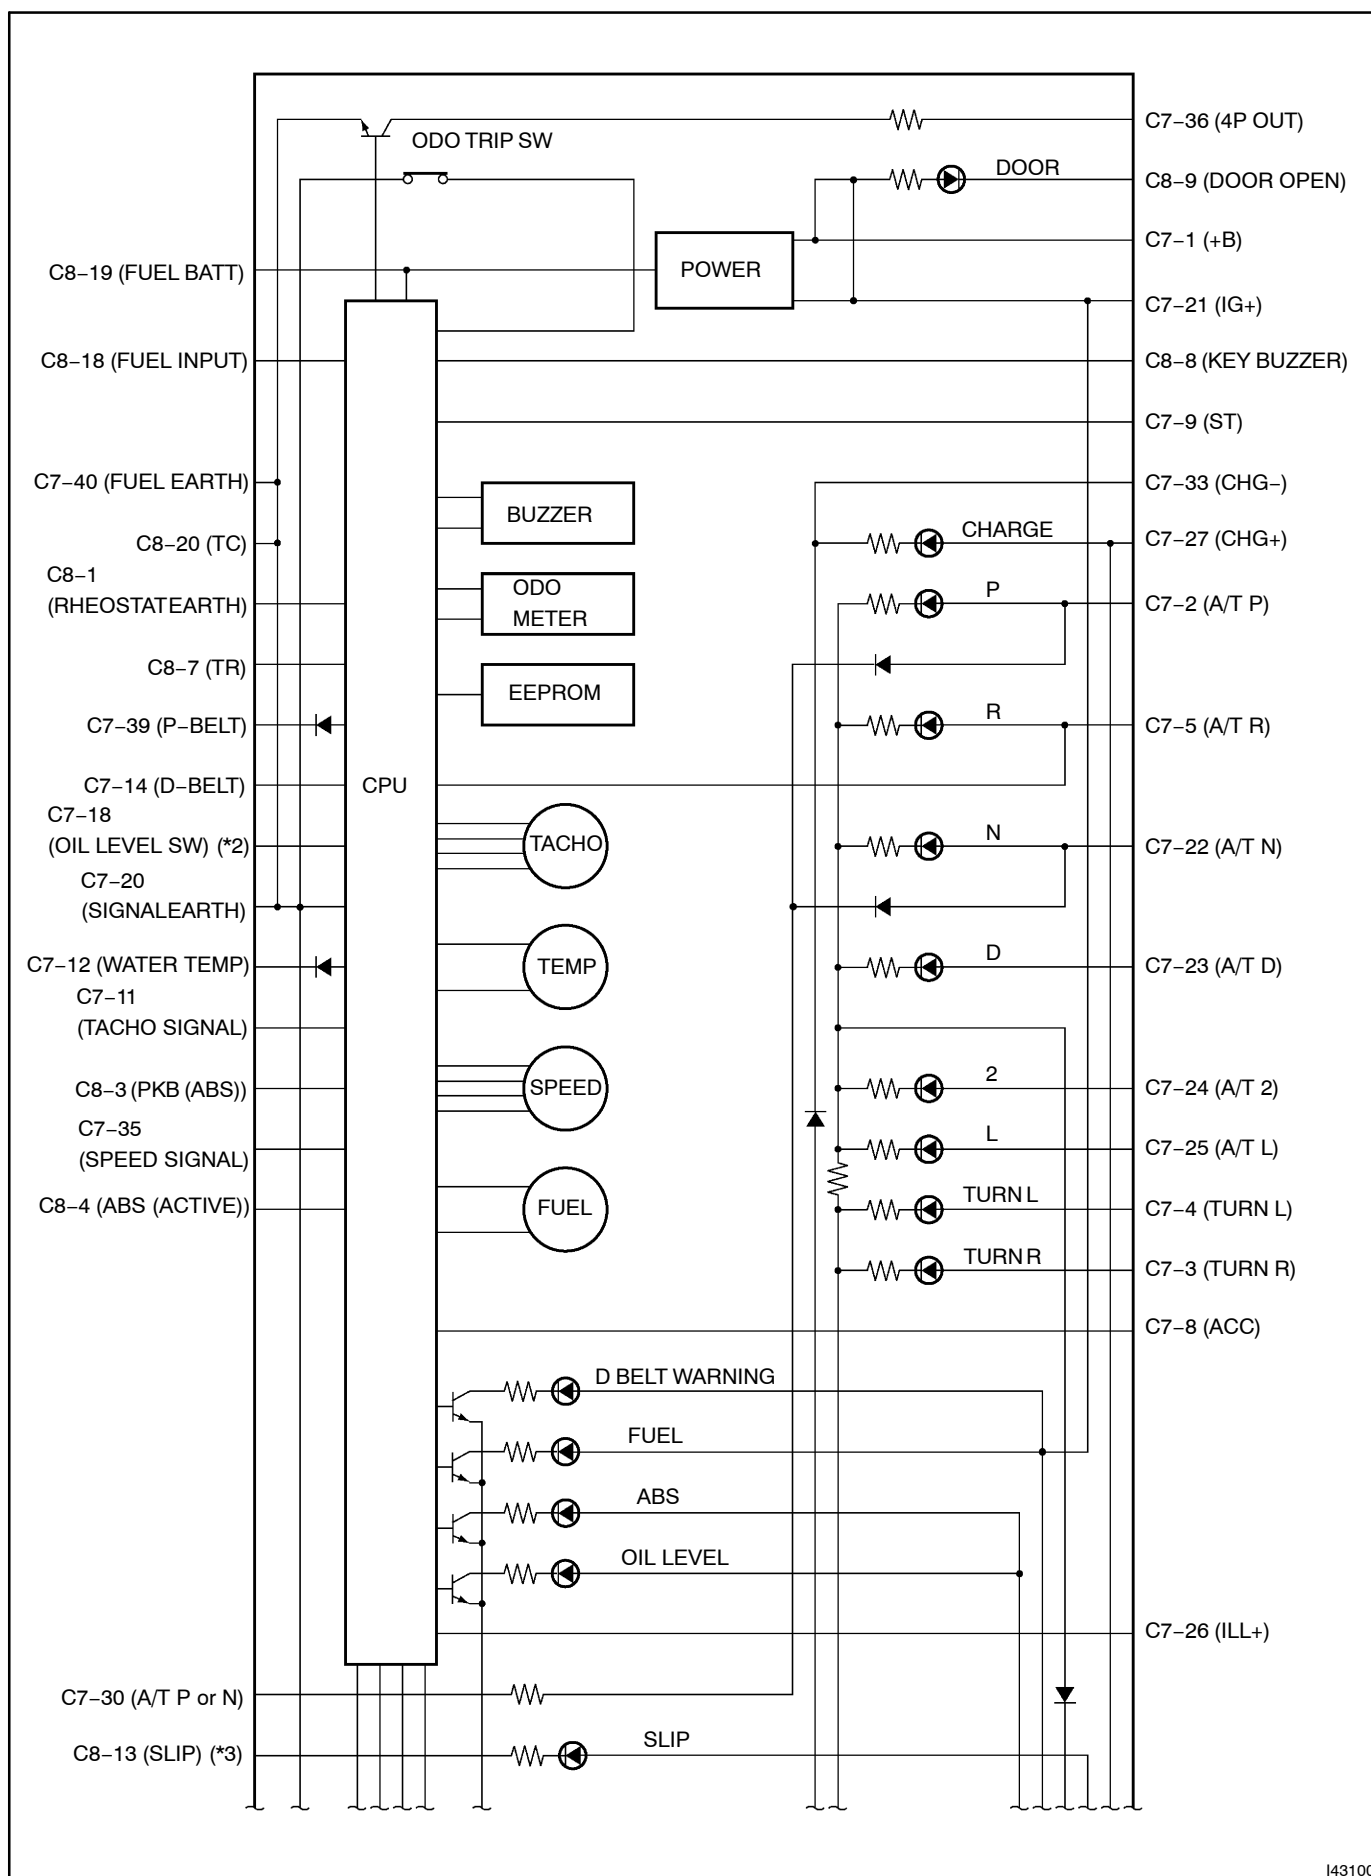 C7−36 (4P OUT)
ODO TRIP SW
DOOR
C8−9 (DOOR OPEN)
C7−1 (+B)
C8−19 (FUEL BATT)
POWER
C7−21 (IG+)
C8−18 (FUEL INPUT)
C8−8 (KEY BUZZER)
C7−9 (ST)
C7−40 (FUEL EARTH)
C7−33 (CHG−)
BUZZER
C8−20 (TC)
CHARGE
C7−27 (CHG+)
C8−1
(RHEOSTATEARTH)
ODO
METER
P
C7−2 (A/T P)
C8−7 (TR)
EEPROM
C7−39 (P−BELT)
R
C7−5 (A/T R)
C7−14 (D−BELT)
CPU
C7−18
(OIL LEVEL SW) (*2)
TACHO
N
C7−22 (A/T N)
C7−20
(SIGNALEARTH)
C7−12 (WATER TEMP)
TEMP
D
C7−23 (A/T D)
C7−11
(TACHO SIGNAL)
C8−3 (PKB (ABS))
SPEED
2
C7−24 (A/T 2)
C7−35
(SPEED SIGNAL)
L
C7−25 (A/T L)
C8−4 (ABS (ACTIVE))
FUEL
TURN L
C7−4 (TURN L)
TURN R
C7−3 (TURN R)
C7−8 (ACC)
D BELT WARNING
FUEL
ABS
OIL LEVEL
C7−26 (ILL+)
C7−30 (A/T P or N)
C8−13 (SLIP) (*3)
SLIP
I43100